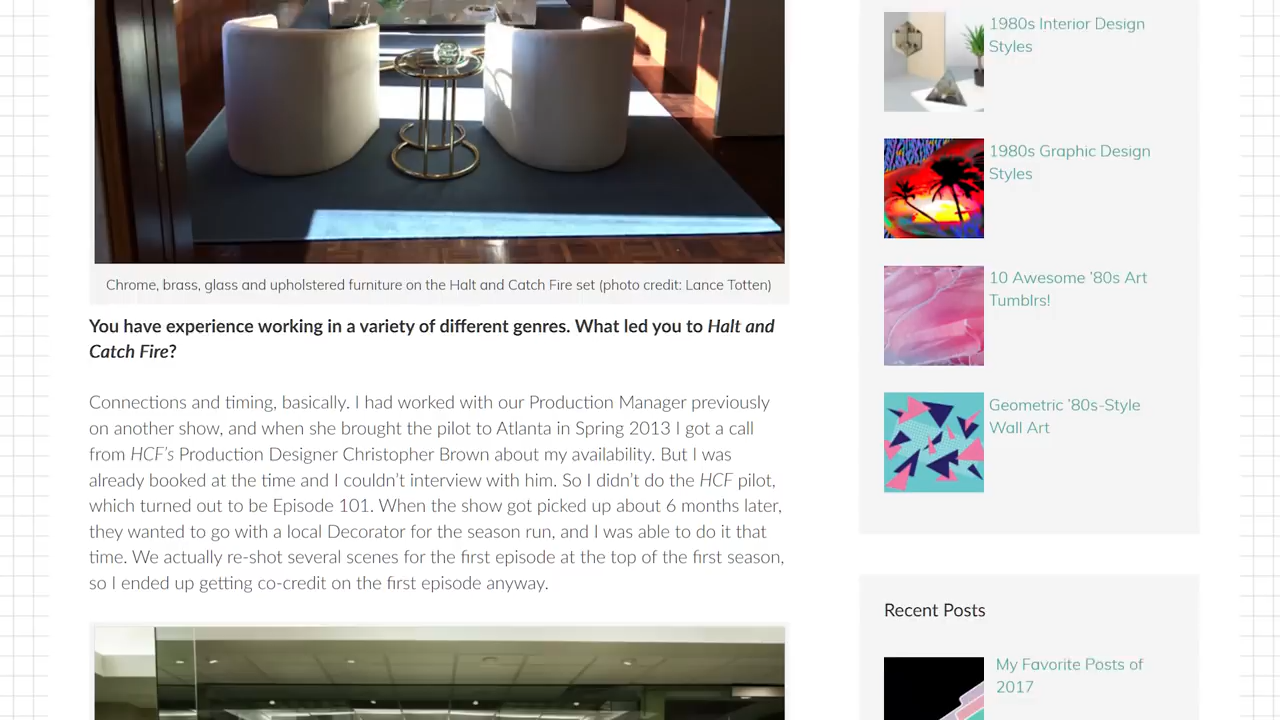 Chrome, brass, glass and upholstered furniture on the Halt and Catch Fire set (photo credit: Lance Totten)
You have experience working in a variety of different genres. What led you to Halt and
Catch Fire?
Connections and timing, basically. I had worked with our Production Manager previously
on another show, and when she brought the pilot to Atlanta in Spring 2013 I got a call
from HCF’s Production Designer Christopher Brown about my availability. But I was
already booked at the time and I couldn’t interview with him. So I didn’t do the HCF pilot,
which turned out to be Episode 101. When the show got picked up about 6 months later,
they wanted to go with a local Decorator for the season run, and I was able to do it that
time. We actually re-shot several scenes for the first episode at the top of the first season,
so I ended up getting co-credit on the first episode anyway.
1980s Interior Design
Styles
1980s Graphic Design
Styles
10 Awesome ’80s Art
Tumblrs!
Geometric ’80s-Style
Wall Art
Recent Posts
My Favorite Posts of
2017